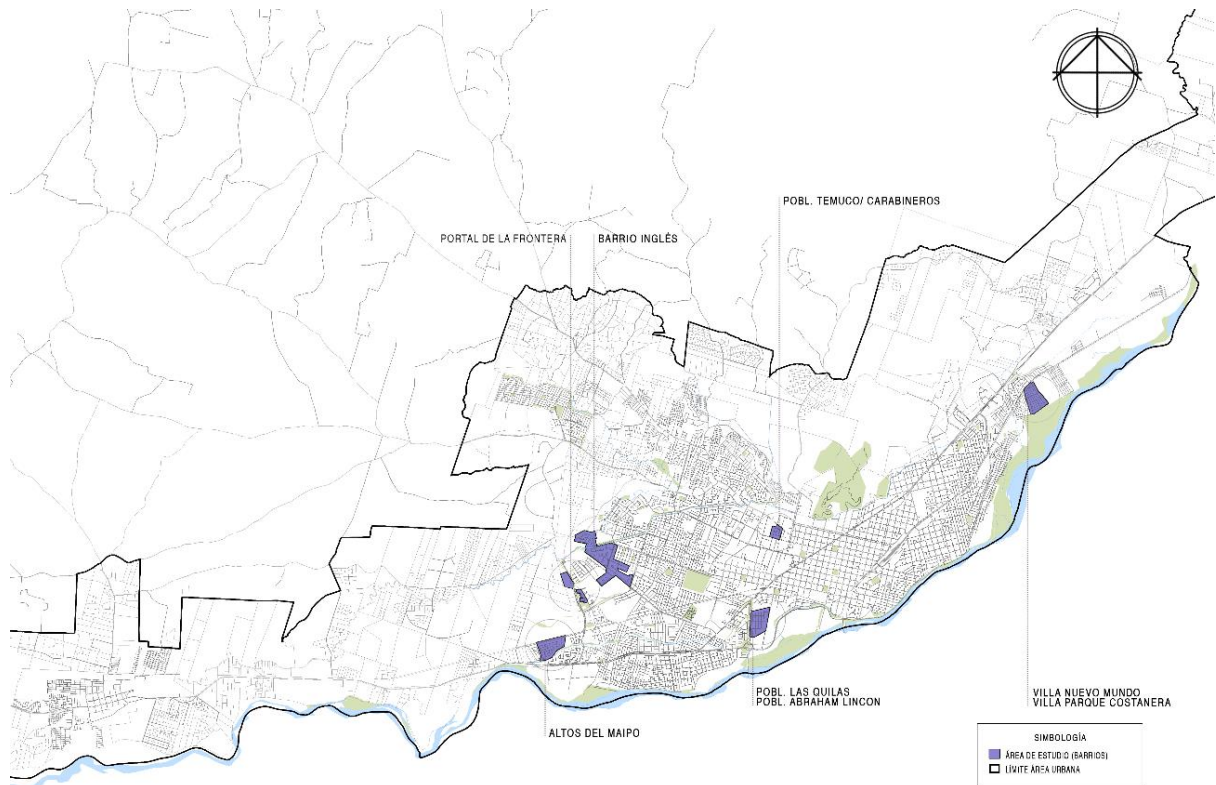 POBL. TEMUCO/ CARABINEROS
PORTAL DE LA FRONTERA
BARRIO INGLÉS
POBL. LAS QUILAS
POBL. ABRAHAM LINCON
VILLA NUEVO MUNDO
VILLA PARQUE COSTANERA
ALTOS DEL MAIPO
SIMBOLOGÍA
ÁREA DE ESTUDIO (BARRIOS)
LÍMITE ÁREA URBANA